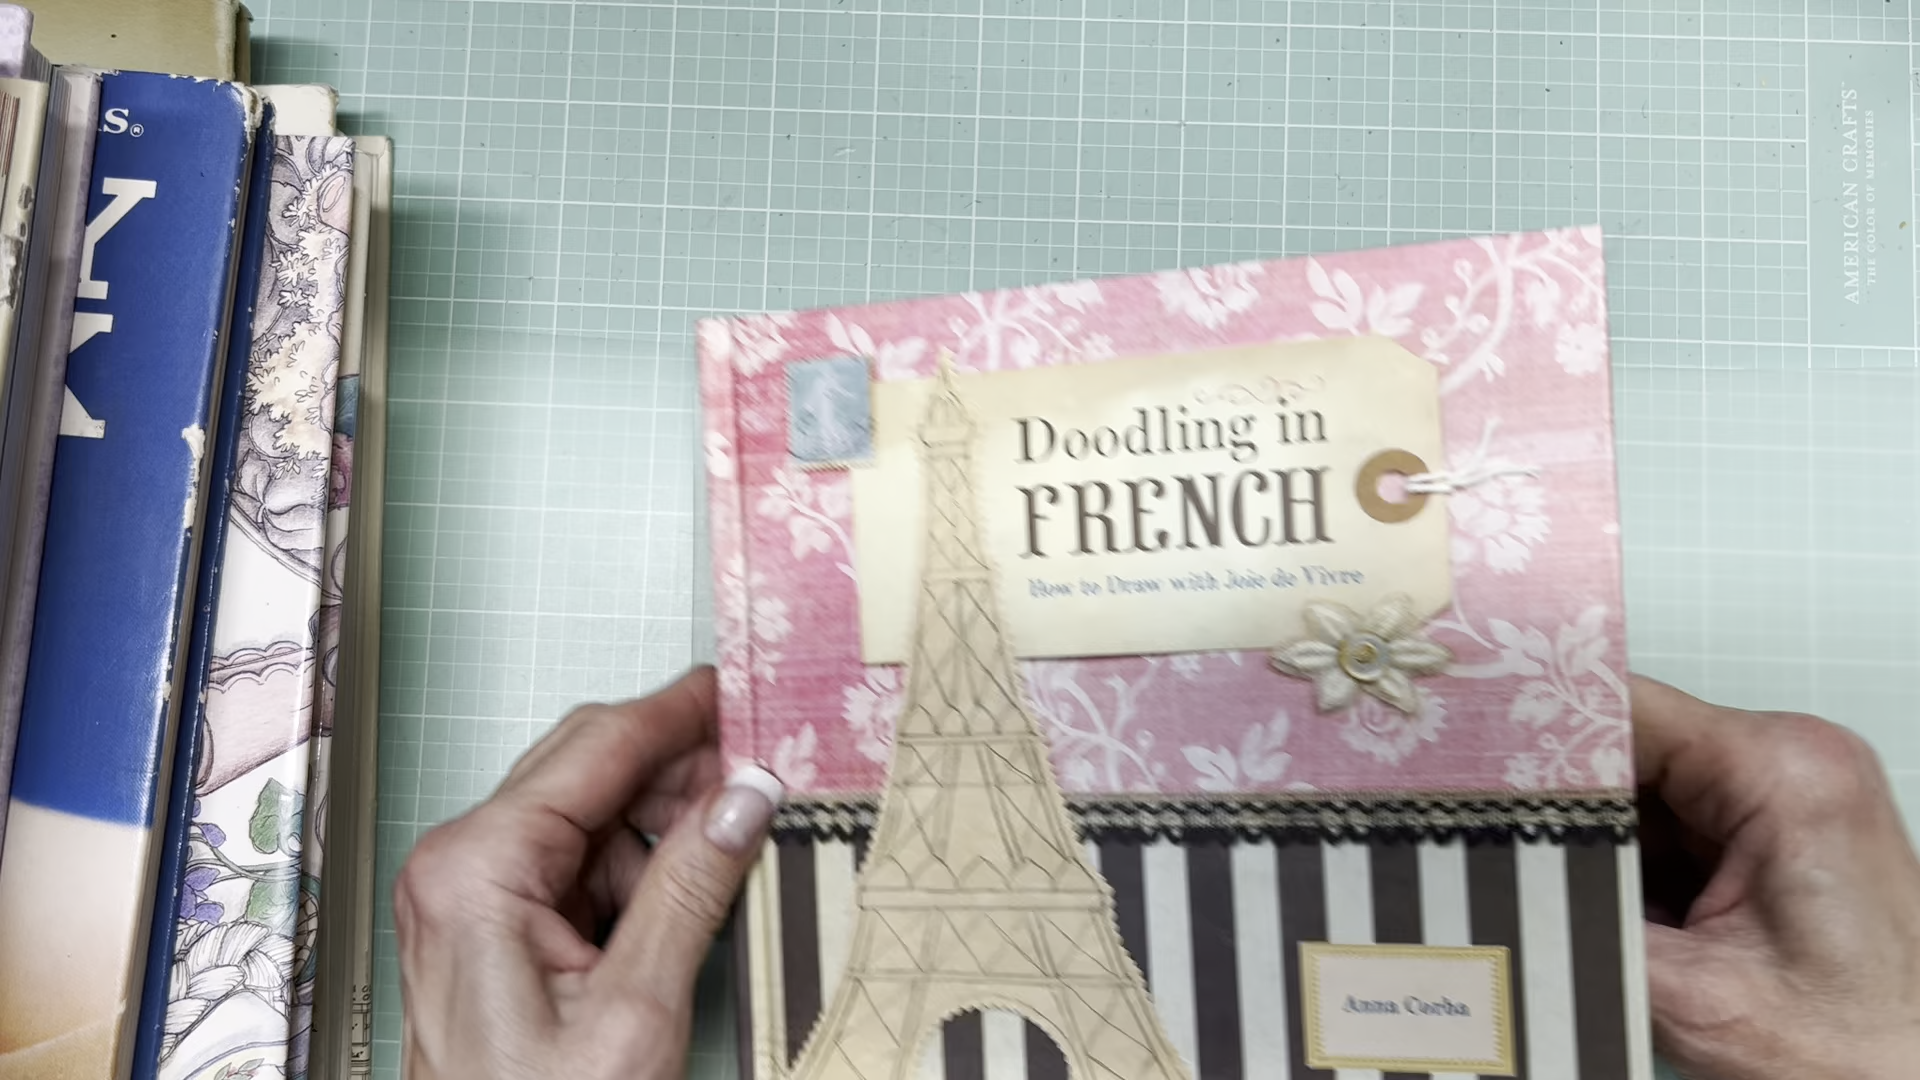 s®
Y
K
AMERICAN CRAFTS
THE COLOR OF MEMORIES
Doodling in
FRENCH
How to Draw with Joie de Vivre
Anna Corba